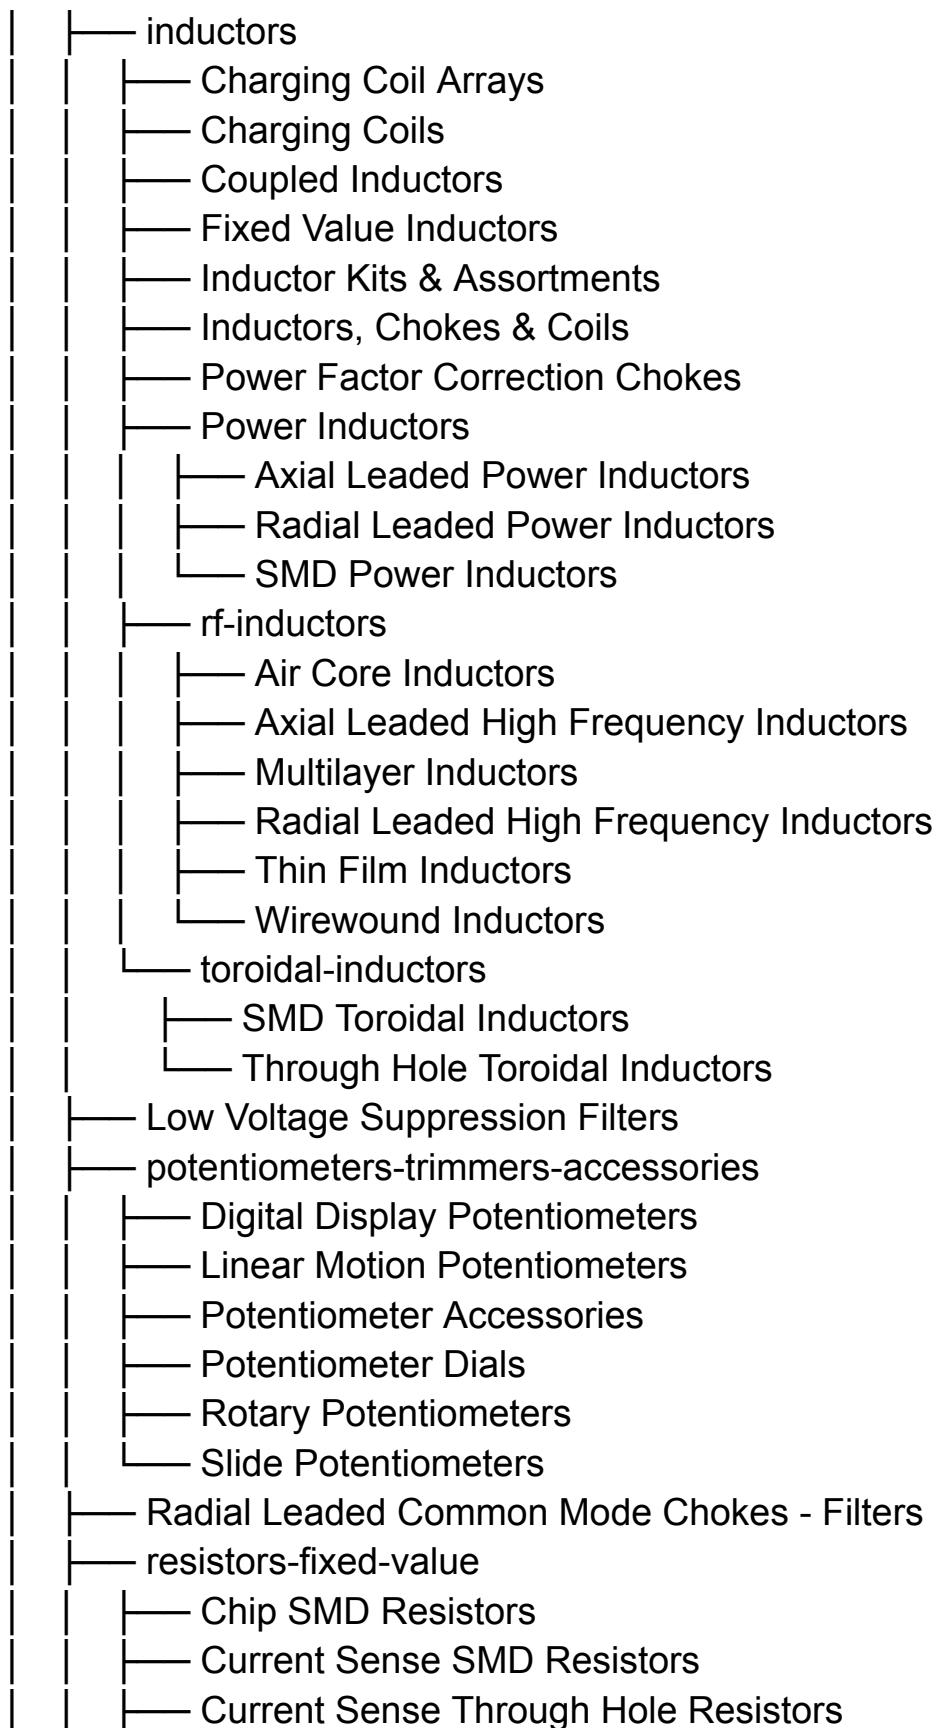 inductors
Charging Coil Arrays
Charging Coils
Coupled Inductors
Fixed Value Inductors
Inductor Kits & Assortments
Inductors, Chokes & Coils
Power Factor Correction Chokes
Power Inductors
Axial Leaded Power Inductors
Radial Leaded Power Inductors
SMD Power Inductors
rf-inductors
Air Core Inductors
Axial Leaded High Frequency Inductors
Multilayer Inductors
Radial Leaded High Frequency Inductors
Thin Film Inductors
Wirewound Inductors
toroidal-inductors
SMD Toroidal Inductors
Through Hole Toroidal Inductors
Low Voltage Suppression Filters
potentiometers-trimmers-accessories
Digital Display Potentiometers
Linear Motion Potentiometers
Potentiometer Accessories
Potentiometer Dials
Rotary Potentiometers
Slide Potentiometers
Radial Leaded Common Mode Chokes - Filters
resistors-fixed-value
Chip SMD Resistors
Current Sense SMD Resistors
Current Sense Through Hole Resistors